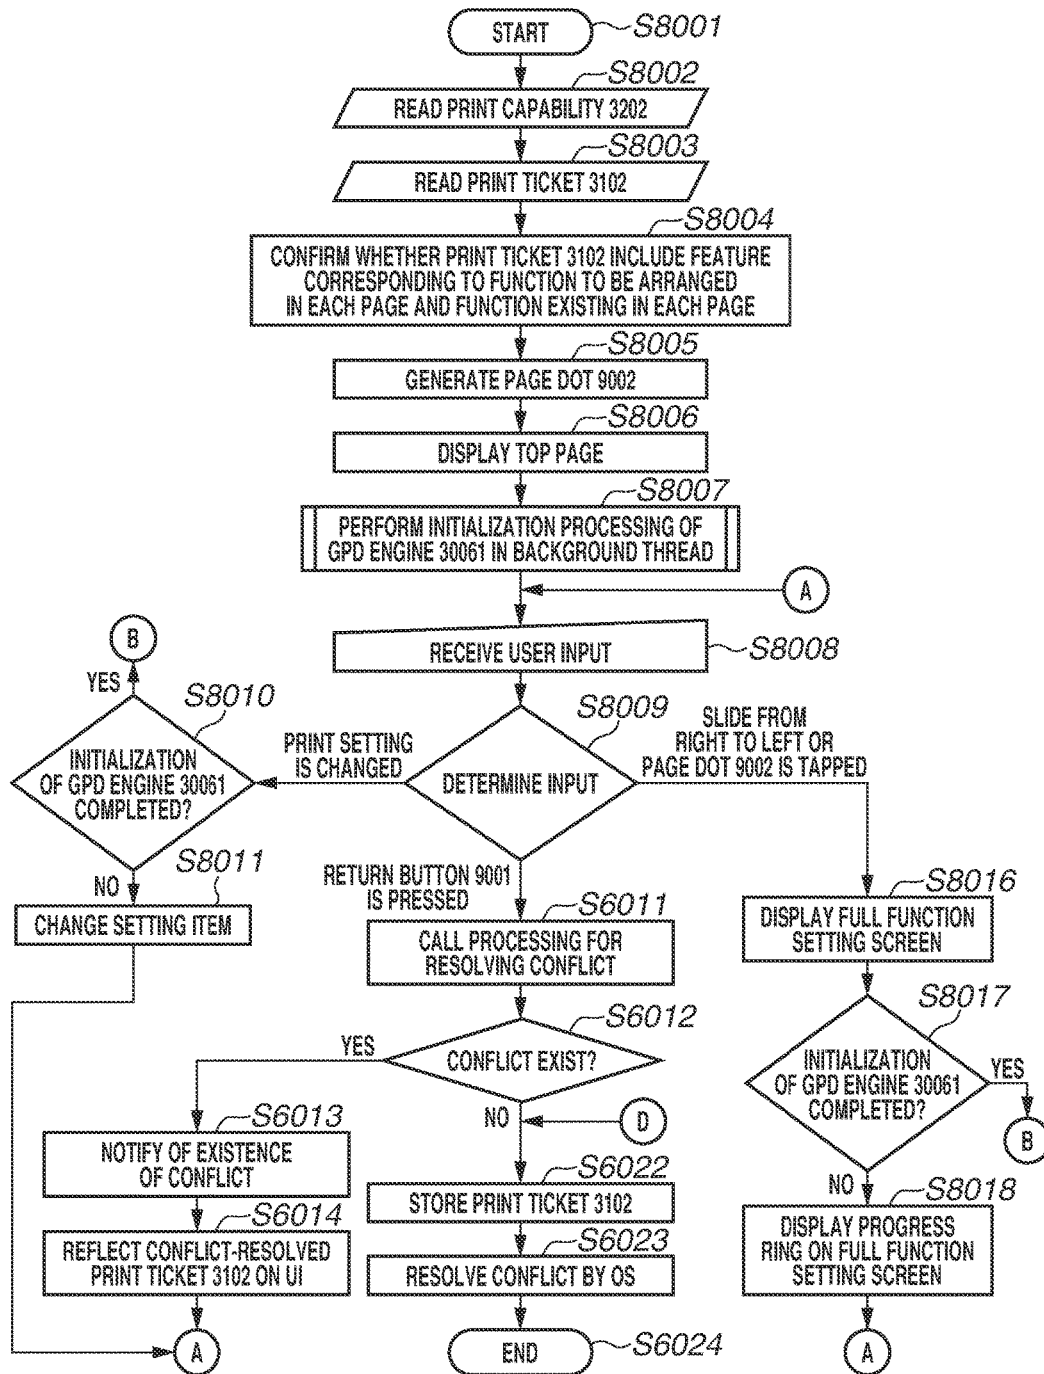 START
S8001
S8002
READ PRINT CAPABILITY 3202
S8003
READ PRINT TICKET 3102
S8004
CONFIRM WHETHER PRINT TICKET 3102 INCLUDE FEATURE
CORRESPONDING TO FUNCTION TO BE ARRANGED
IN EACH PAGE AND FUNCTION EXISTING IN EACH PAGE
S8005
GENERATE PAGE DOT 9002
S8006
DISPLAY TOP PAGE
S8007
PERFORM INITIALIZATION PROCESSING OF
GPD ENGINE 30061 IN BACKGROUND THREAD
A
RECEIVE USER INPUT
S8008
B
YES
S8010
INITIALIZATION
OF GPD ENGINE 30061
COMPLETED?
PRINT SETTING
IS CHANGED
S8009
DETERMINE INPUT
SLIDE FROM
RIGHT TO LEFT OR
PAGE DOT 9002 IS TAPPED
NO
S8011
CHANGE SETTING ITEM
RETURN BUTTON 9001
IS PRESSED
S6011
CALL PROCESSING FOR
RESOLVING CONFLICT
S8016
DISPLAY FULL FUNCTION
SETTING SCREEN
S6012
CONFLICT EXIST?
YES
NO
D
S8017
INITIALIZATION
OF GPD ENGINE 30061
COMPLETED?
YES
B
S6013
NOTIFY OF EXISTENCE
OF CONFLICT
S6022
STORE PRINT TICKET 3102
NO
S8018
DISPLAY PROGRESS
RING ON FULL FUNCTION
SETTING SCREEN
S6014
REFLECT CONFLICT-RESOLVED
PRINT TICKET 3102 ON UI
S6023
RESOLVE CONFLICT BY OS
A
END
S6024
A